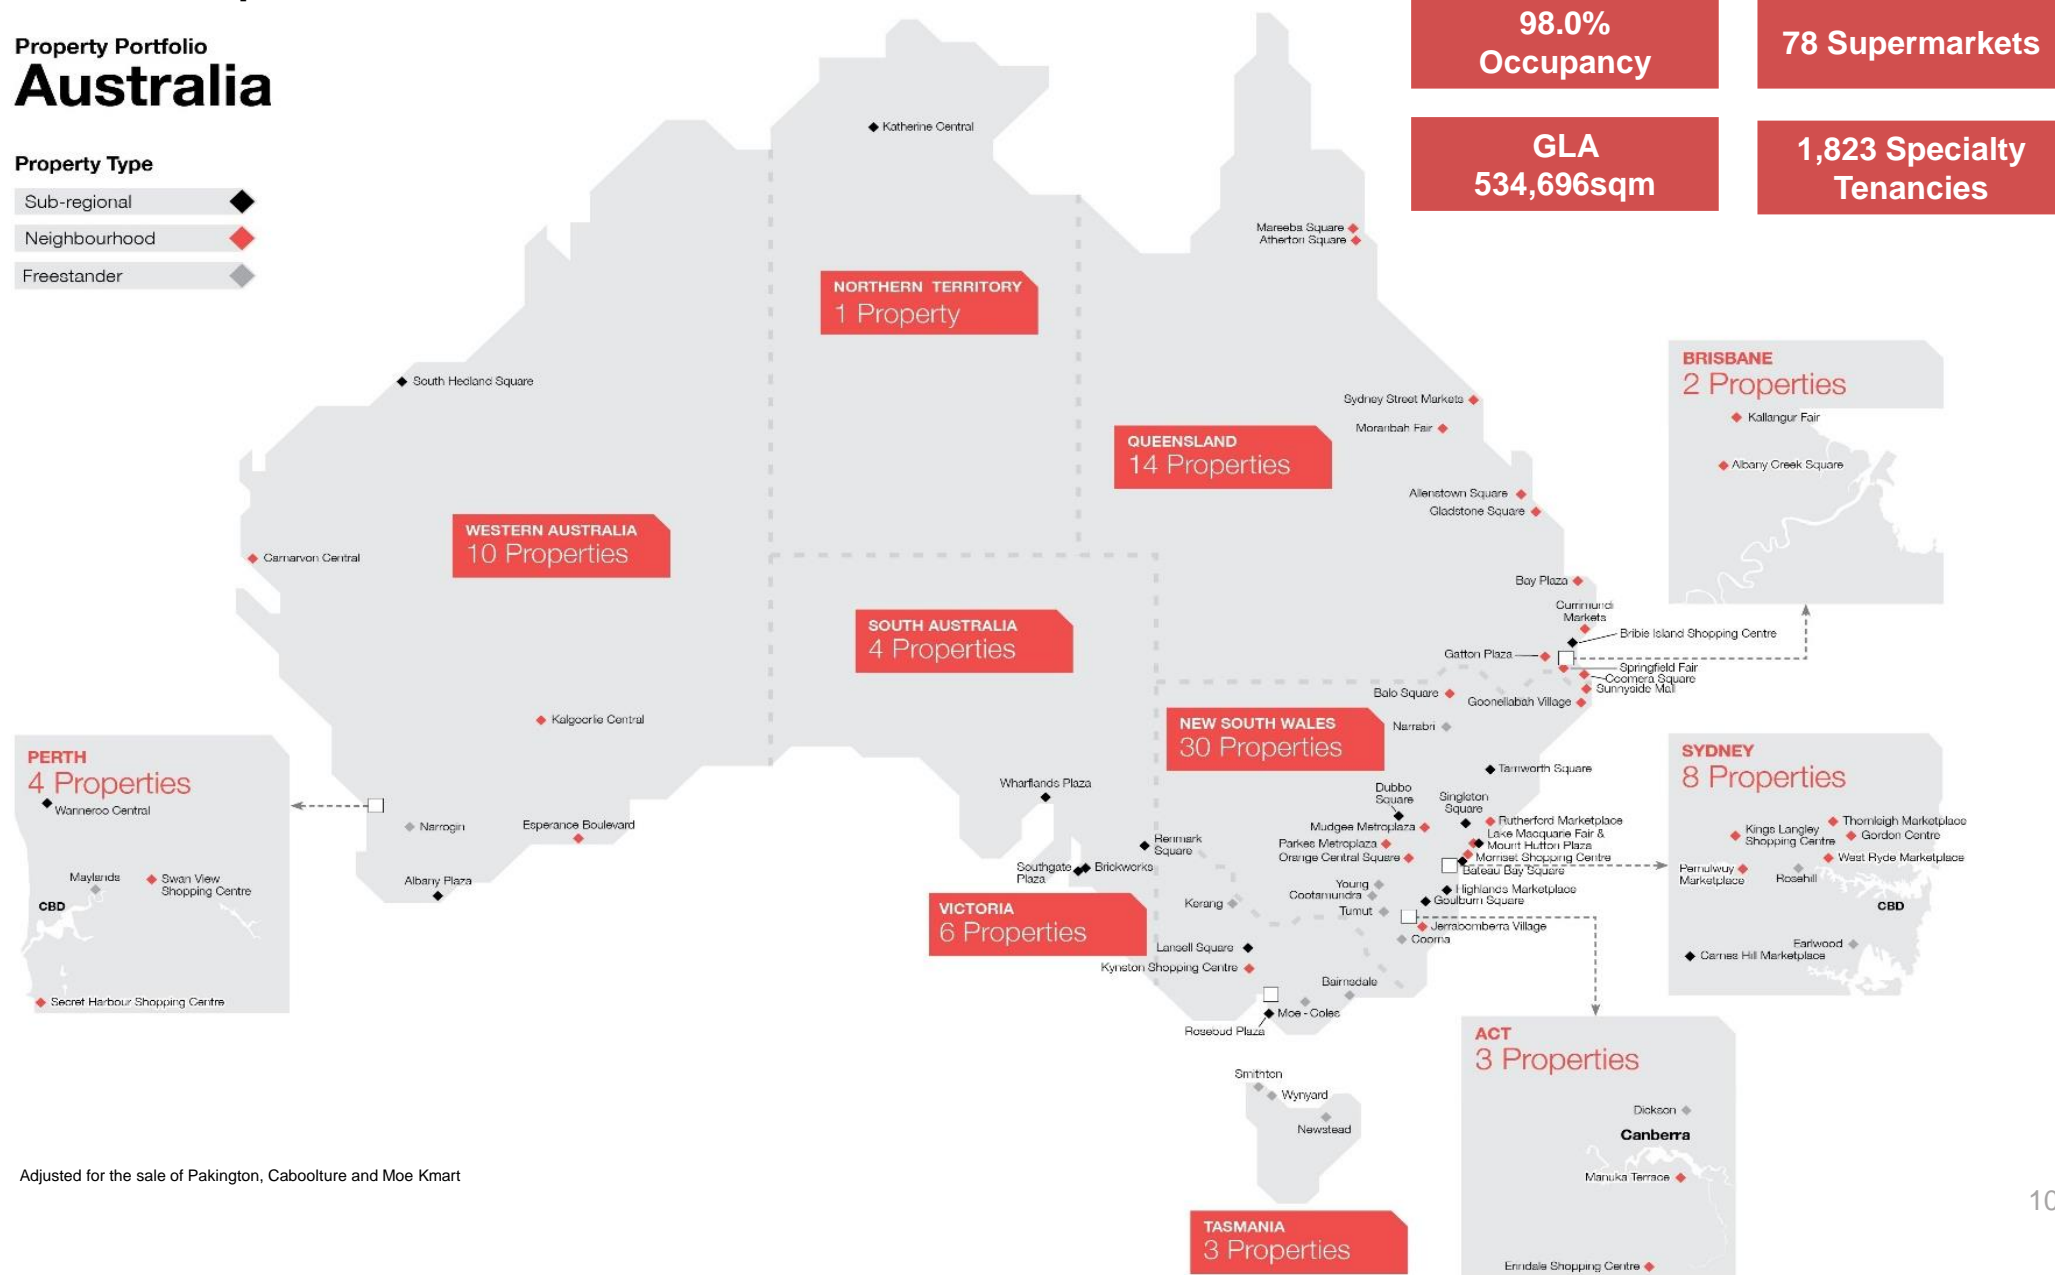 Property Portfolio
Australia
Property Type
Sub-regional
Neighbourhood
Freestander
98.0%
Occupancy
78 Supermarkets
GLA
534,696sqm
1,823 Specialty
Tenancies
Katherine Central
Mareeba Square
Atherton Square
NORTHERN TERRITORY
1 Property
South Hedland Square
Sydney Street Markets
Moranbah Fair
QUEENSLAND
14 Properties
Allenstown Square
Gladstone Square
BRISBANE
2 Properties
Kallangur Fair
Albany Creek Square
WESTERN AUSTRALIA
10 Properties
Carnarvon Central
Bay Plaza
Currimundi
Markets
Bribie Island Shopping Centre
Gatton Plaza
Springfield Fair
Coomera Square
Sunnyside Mall
SOUTH AUSTRALIA
4 Properties
Balo Square
Goonellabah Village
Kalgoorlie Central
NEW SOUTH WALES
30 Properties
Narrabri
Tamworth Square
PERTH
4 Properties
Wanneroo Central
Maylands
Swan View
Shopping Centre
CBD
Secret Harbour Shopping Centre
Narrogin
Esperance Boulevard
Albany Plaza
Wharflands Plaza
Renmark
Square
Southgate
Plaza
Brickworks
Dubbo
Square
Singleton
Square
Mudgee Metroplaza
Rutherford Marketplace
Lake Macquarie Fair &
Mount Hutton Plaza
Parkes Metroplaza
Orange Central Square
Morisset Shopping Centre
Bateau Bay Square
Young
Cootamundra
Tumut
Highlands Marketplace
Goulburn Square
Jerrabomberra Village
Cooma
SYDNEY
8 Properties
Kings Langley
Shopping Centre
Thornleigh Marketplace
Gordon Centre
West Ryde Marketplace
Pemulwuy
Marketplace
Rosehill
CBD
Earlwood
Carnes Hill Marketplace
VICTORIA
6 Properties
Kerang
Lansell Square
Kyneton Shopping Centre
Bairnsdale
Moe - Coles
Rosebud Plaza
ACT
3 Properties
Dickson
Canberra
Manuka Terrace
Erindale Shopping Centre
Smithton
Wynyard
Newstead
TASMANIA
3 Properties
Adjusted for the sale of Pakington, Caboolture and Moe Kmart
10